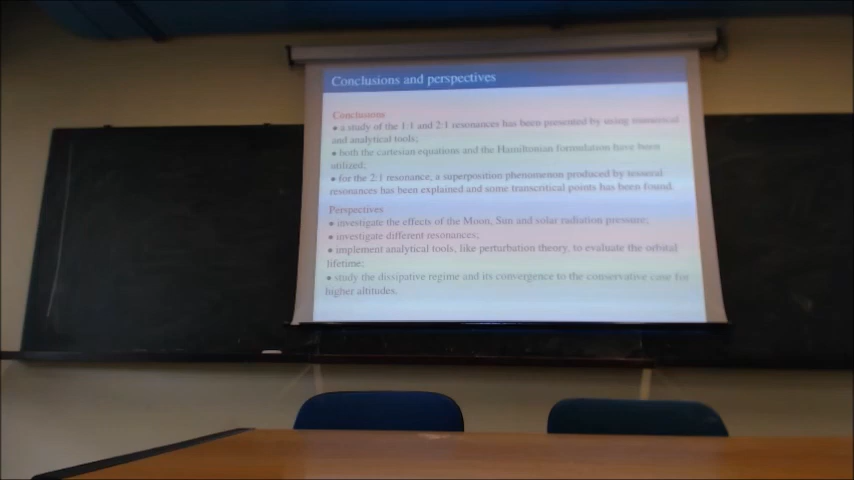 Conclusions and perspectives
Conclusions
• a study of the 1:1 and 2:1 resonances has been presented by using numerical
and analytical tools;
• both the cartesian equations and the Hamiltonian formulation have been
utilized;
• for the 2:1 resonance, a superposition phenomenon produced by tesseral
resonances has been explained and some transcritical points has been found.
Perspectives
• investigate the effects of the Moon, Sun and solar radiation pressure;
• investigate different resonances;
• implement analytical tools, like perturbation theory, to evaluate the orbital
lifetime;
• study the dissipative regime and its convergence to the conservative case for
higher altitudes.